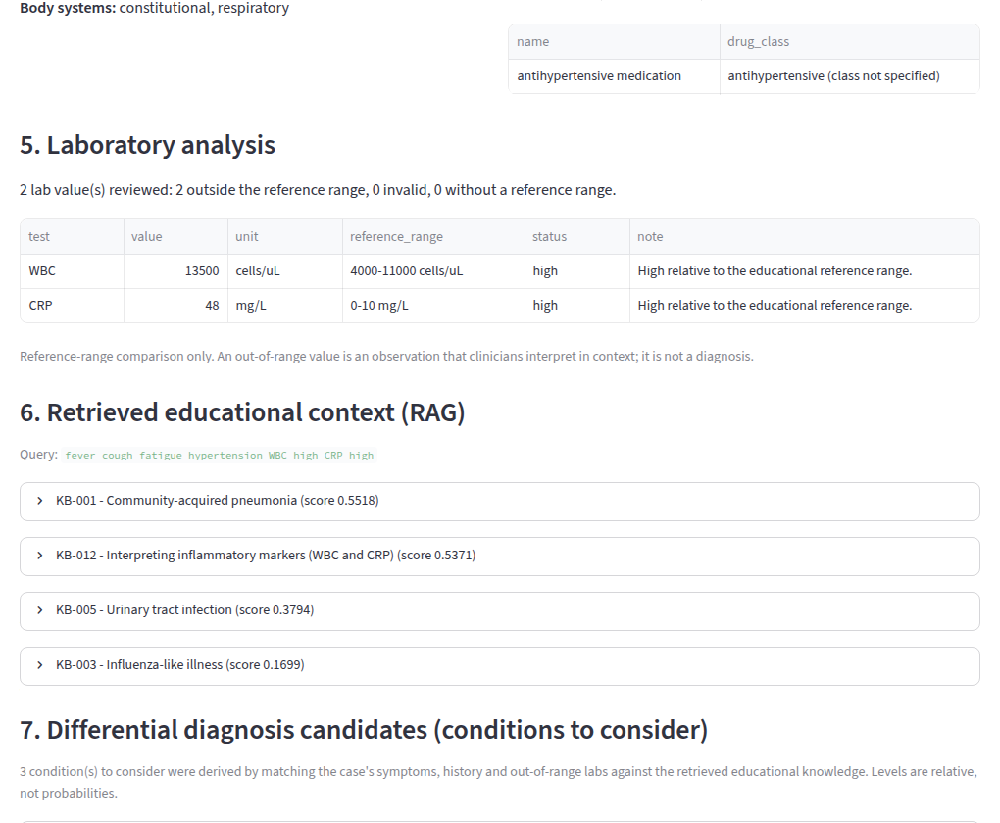 Body systems: constitutional, respiratory
name drug_class
antihypertensive medication antihypertensive (class not specified)
5. Laboratory analysis
2 lab value(s) reviewed: 2 outside the reference range, 0 invalid, 0 without a reference range.
test value unit reference_range status note
WBC 13500 cells/uL 4000-11000 cells/uL high High relative to the educational reference range.
CRP 48 mg/L 0-10 mg/L high High relative to the educational reference range.
Reference-range comparison only. An out-of-range value is an observation that clinicians interpret in context; it is not a diagnosis.
6. Retrieved educational context (RAG)
Query: fever cough fatigue hypertension WBC high CRP high
KB-001 - Community-acquired pneumonia (score 0.5518)
KB-012 - Interpreting inflammatory markers (WBC and CRP) (score 0.5371)
KB-005 - Urinary tract infection (score 0.3794)
KB-003 - Influenza-like illness (score 0.1699)
7. Differential diagnosis candidates (conditions to consider)
3 condition(s) to consider were derived by matching the case's symptoms, history and out-of-range labs against the retrieved educational knowledge. Levels are relative,
not probabilities.